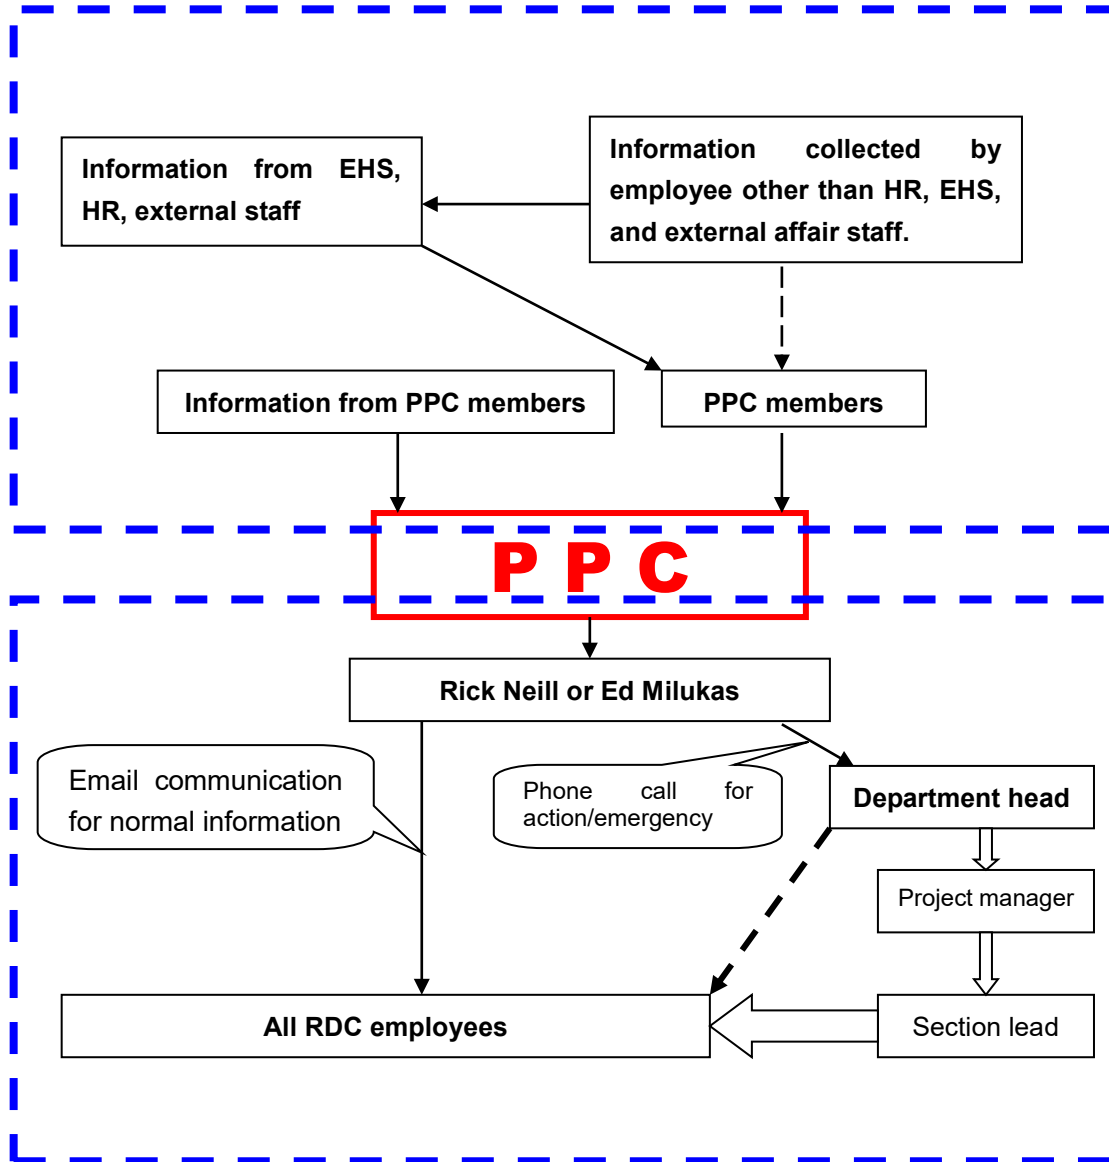 Information from EHS,
HR, external staff
Information collected by
employee other than HR, EHS,
and external affair staff.
Information from PPC members
PPC members
P P C
Rick Neill or Ed Milukas
Email communication
for normal information
Phone call for
action/emergency
Department head
Project manager
All RDC employees
Section lead